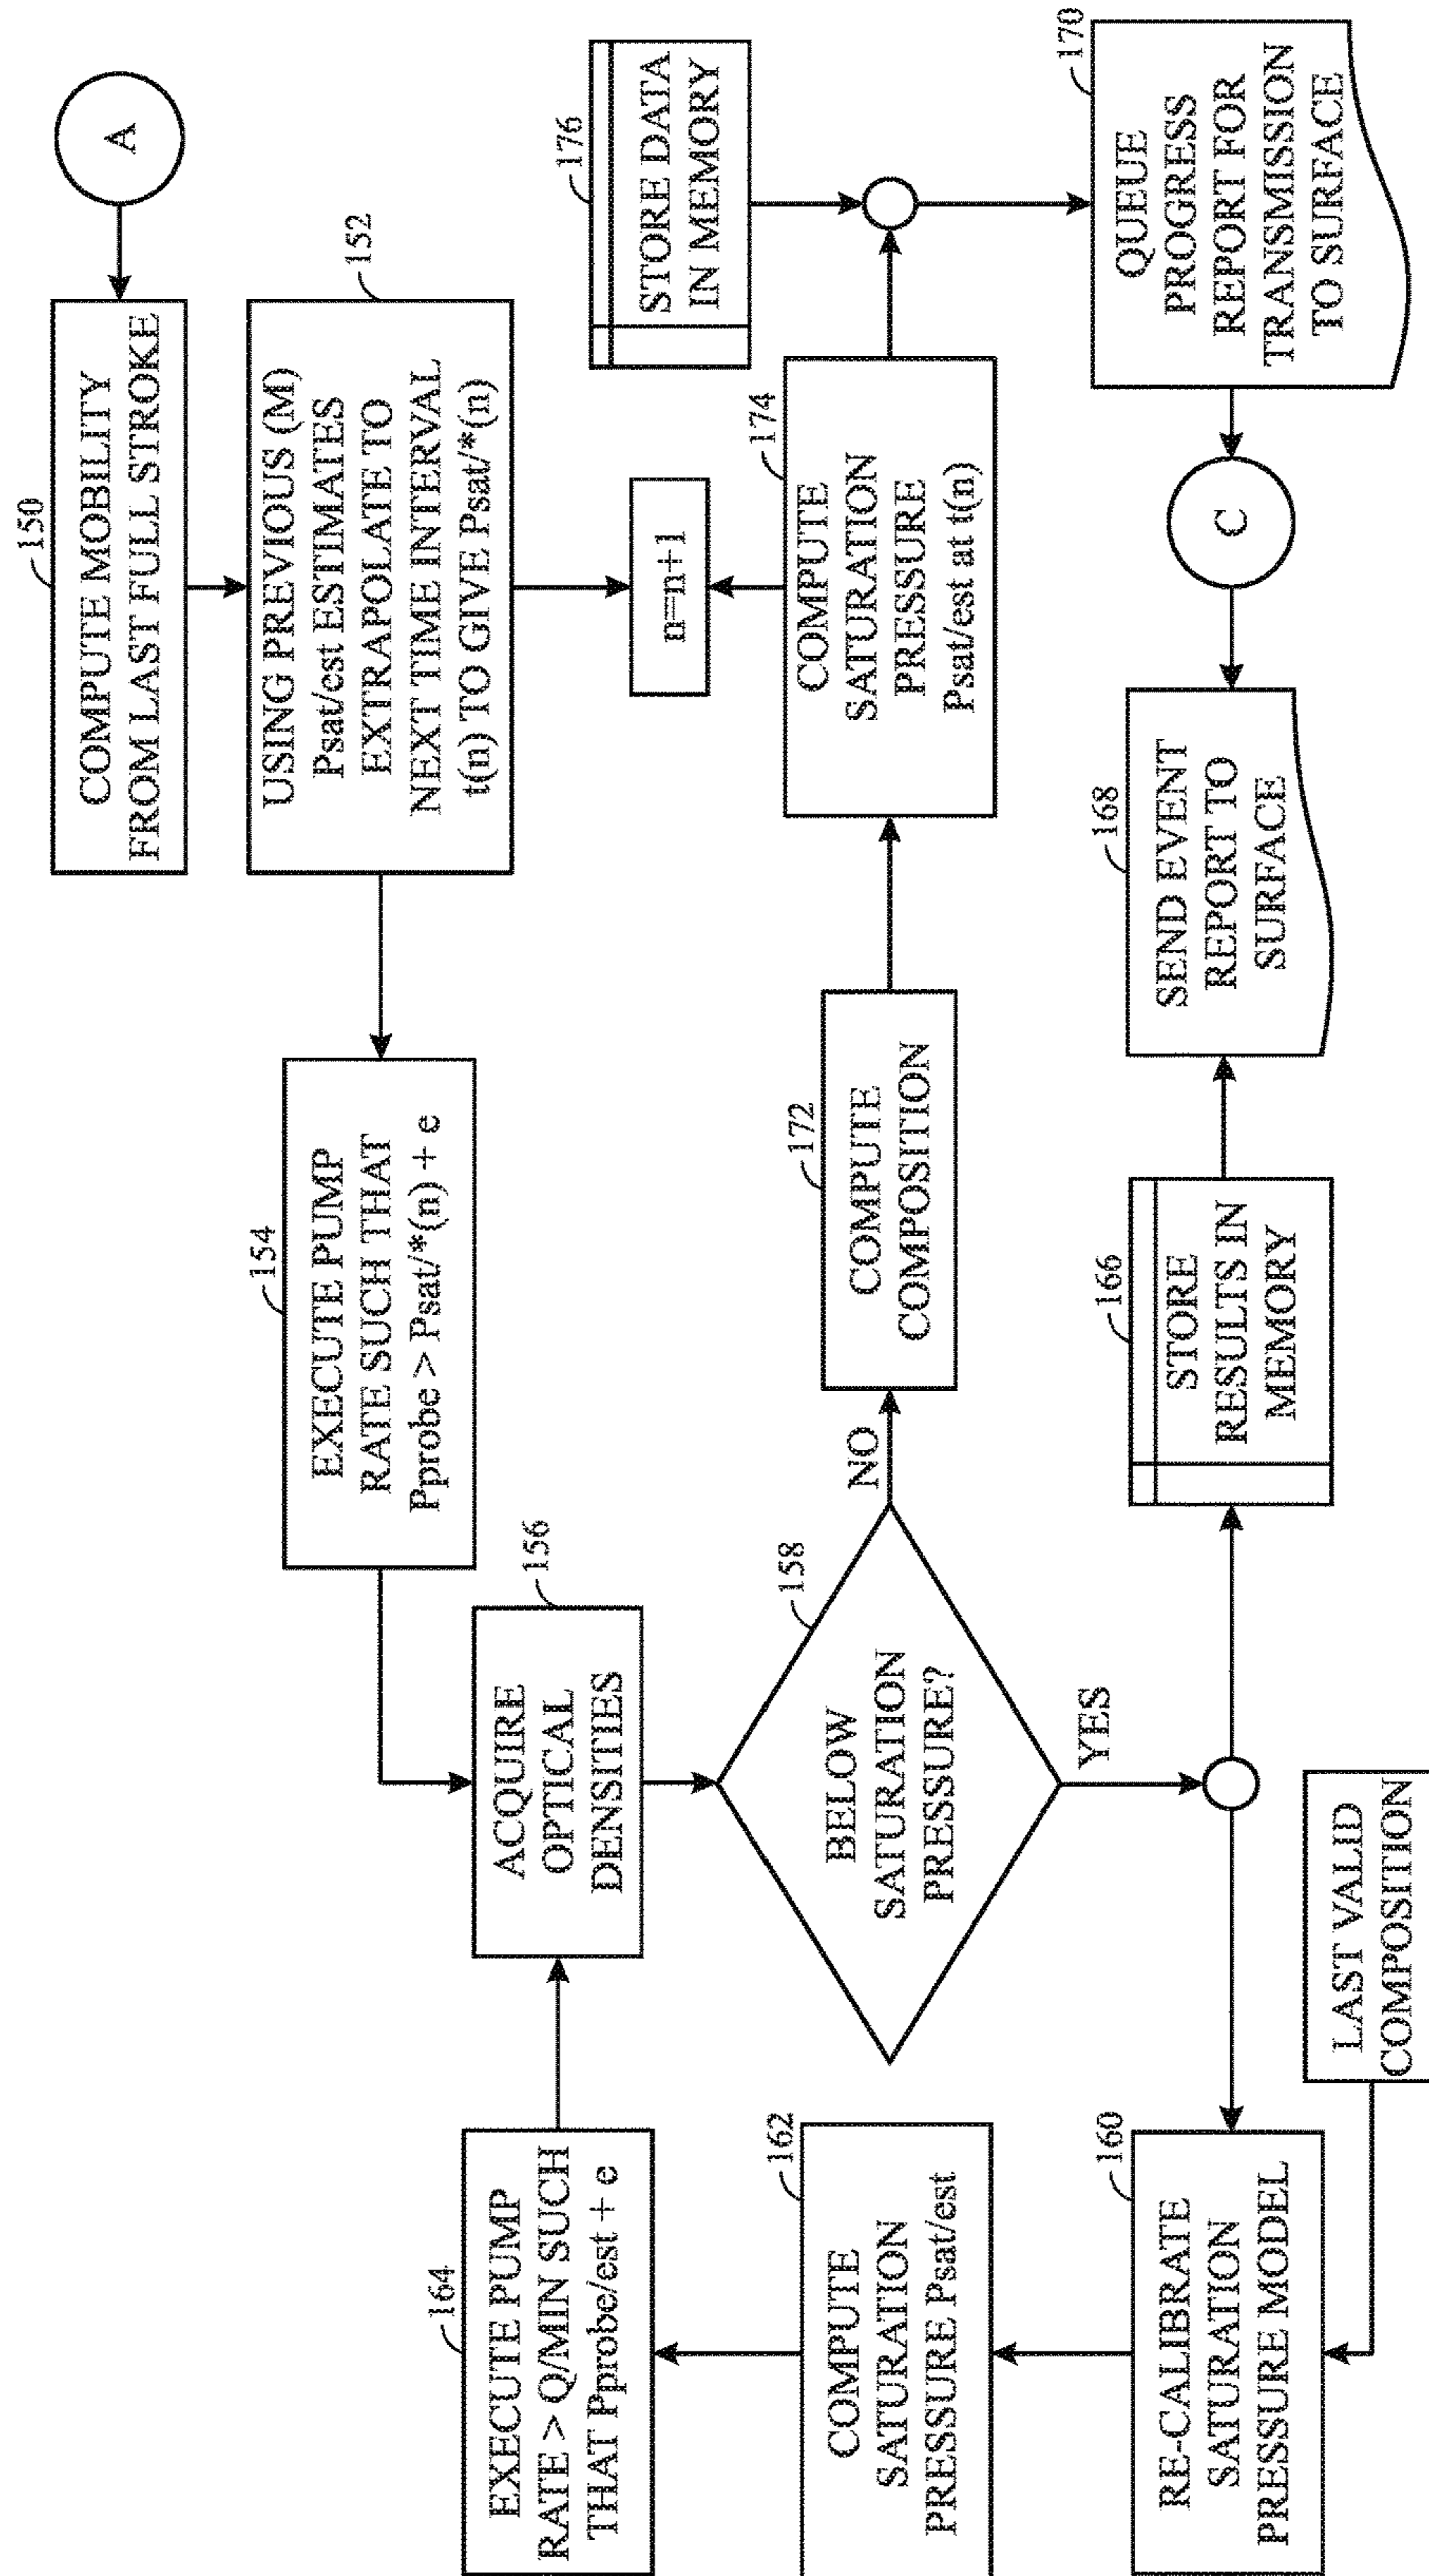 A
150
COMPUTE MOBILITY
FROM LAST FULL STROKE
152
USING PREVIOUS (M)
Psat/est ESTIMATES
EXTRAPOLATE TO
NEXT TIME INTERVAL
t(n) TO GIVE Psat/*(n)
154
EXECUTE PUMP
RATE SUCH THAT
Pprobe > Psat/*(n) + e
164
EXECUTE PUMP
RATE > Q/MIN SUCH
THAT Pprobe/est + e
156
ACQUIRE
OPTICAL
DENSITIES
n=n+1
176
STORE DATA
IN MEMORY
162
COMPUTE
SATURATION
PRESSURE Psat/est
158
BELOW
SATURATION
PRESSURE?
NO
YES
172
COMPUTE
COMPOSITION
174
COMPUTE
SATURATION
PRESSURE
Psat/est at t(n)
160
RE-CALIBRATE
SATURATION
PRESSURE MODEL
166
STORE
RESULTS IN
MEMORY
168
SEND EVENT
REPORT TO
SURFACE
C
170
QUEUE
PROGRESS
REPORT FOR
TRANSMISSION
TO SURFACE
LAST VALID
COMPOSITION